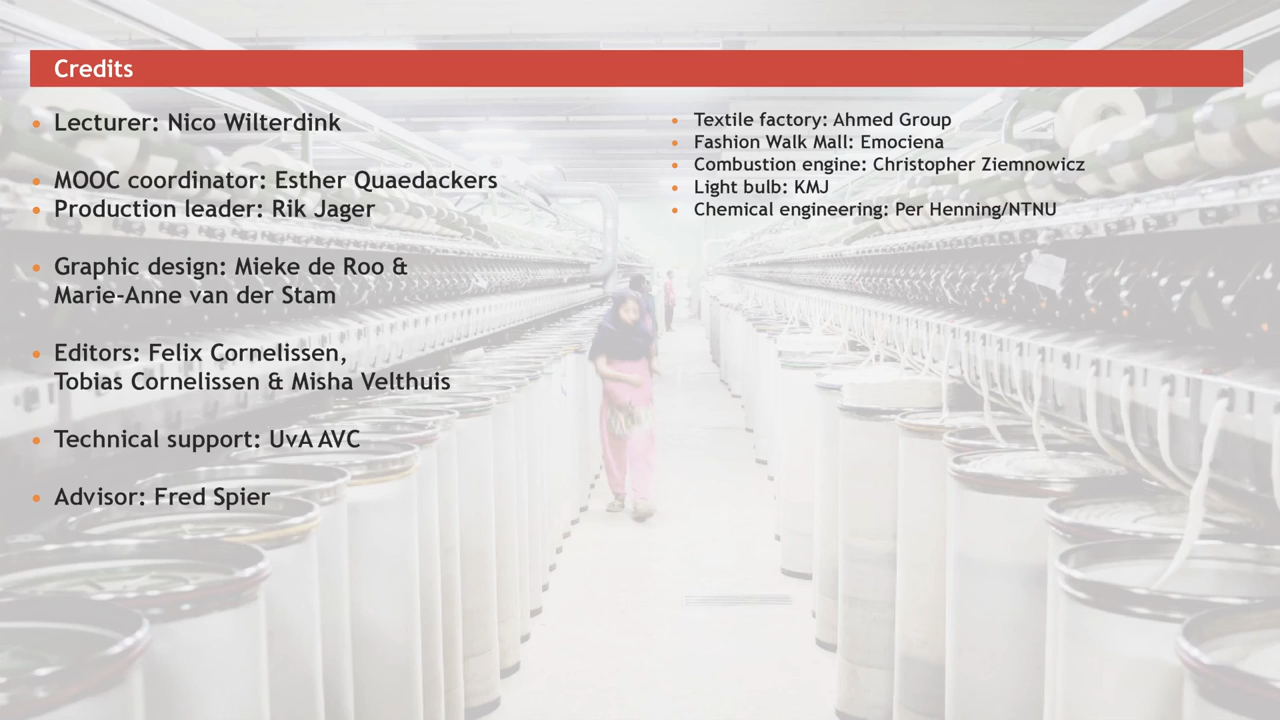 Credits
Lecturer: Nico Wilterdink
MOOC coordinator: Esther Quaedackers
Production leader: Rik Jager
Graphic design: Mieke de Roo &
Marie-Anne van der Stam
Editors: Felix Cornelissen,
Tobias Cornelissen & Misha Velthuis
Technical support: UvA AVC
Advisor: Fred Spier
Textile factory: Ahmed Group
Fashion Walk Mall: Emociena
Combustion engine: Christopher Ziemnowicz
Light bulb: KMJ
Chemical engineering: Per Henning/NTNU